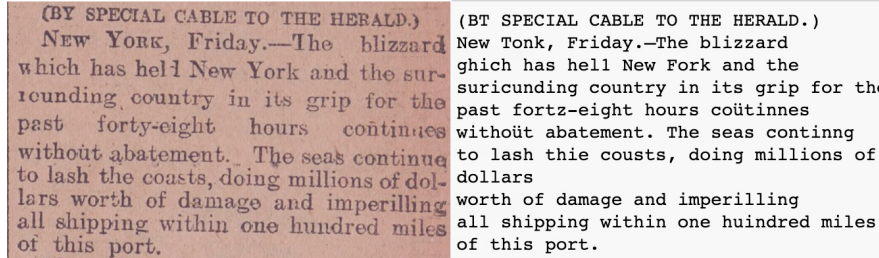 (BY SPECIAL CABLE TO THE HERALD.)
NEW YORK, Friday.—The blizzard
which has held New York and the sur-
rounding country in its grip for the
past forty-eight hours continues
without abatement. The seas continue
to lash the coasts, doing millions of dol-
lars worth of damage and imperilling
all shipping within one hundred miles
of this port.
(BT SPECIAL CABLE TO THE HERALD.)
New Tonk, Friday.—The blizzard
ghich has hell New Fork and the
suricunding country in its grip for the
past fortz-eight hours coütinnes
withoüt abatement. The seas continng
to lash thie cousts, doing millions of
dollars
worth of damage and imperilling
all shipping within one huindred miles
of this port.